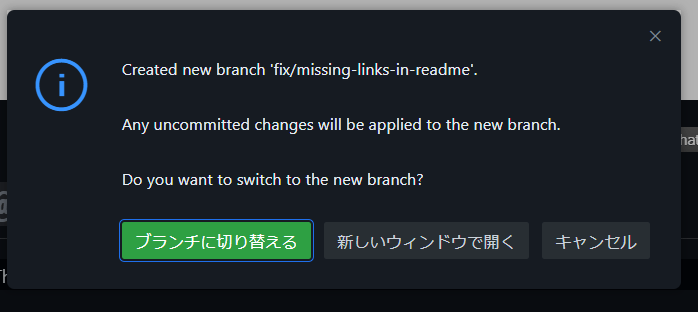 Created new branch 'fix/missing-links-in-readme'.
Any uncommitted changes will be applied to the new branch.
Do you want to switch to the new branch?
ブランチに切り替える
新しいウィンドウで開く
キャンセル